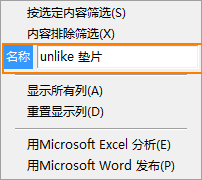 按选定内容筛选(S)
内容排除筛选(X)
名称 unlike 垫片
显示所有列(A)
重置显示列(D)
用Microsoft Excel 分析(E)
用Microsoft Word 发布(P)